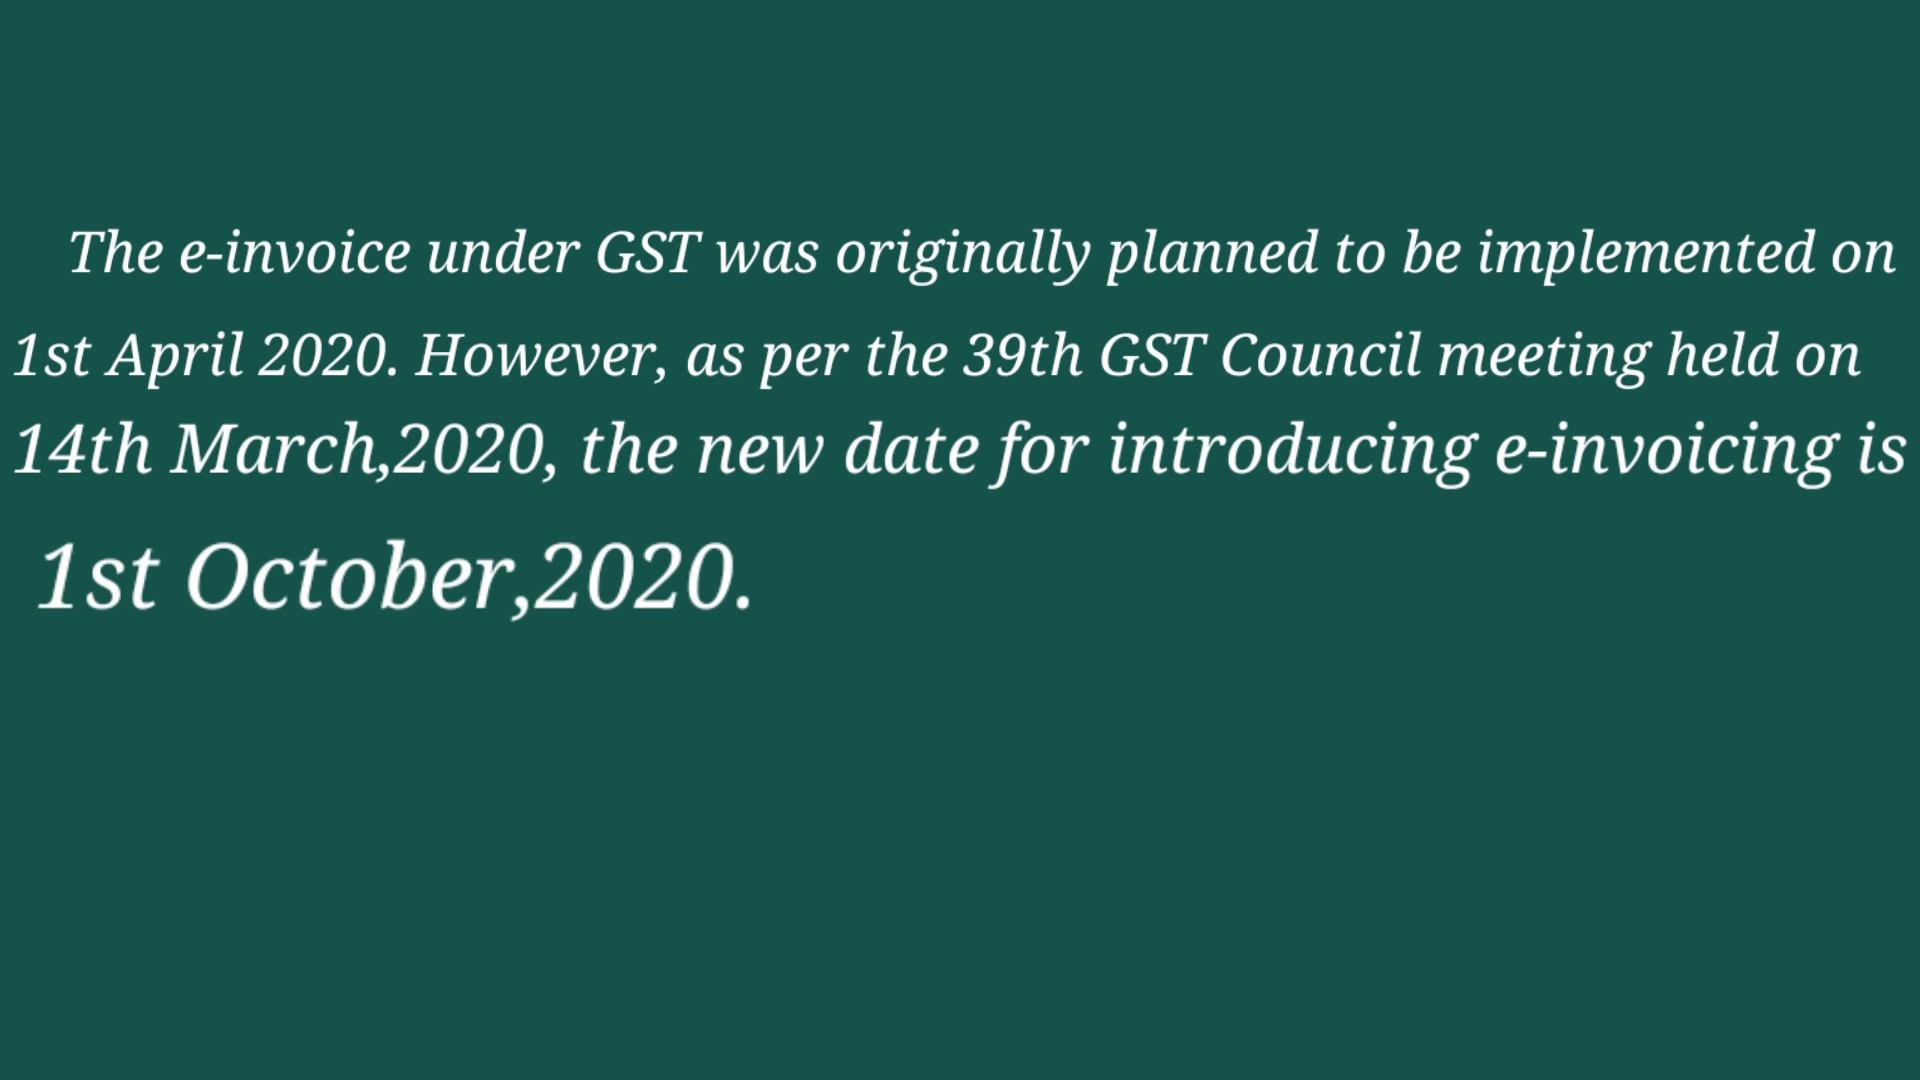 The e-invoice under GST was originally planned to be implemented on
1st April 2020. However, as per the 39th GST Council meeting held on
14th March,2020, the new date for introducing e-invoicing is
1st October,2020.